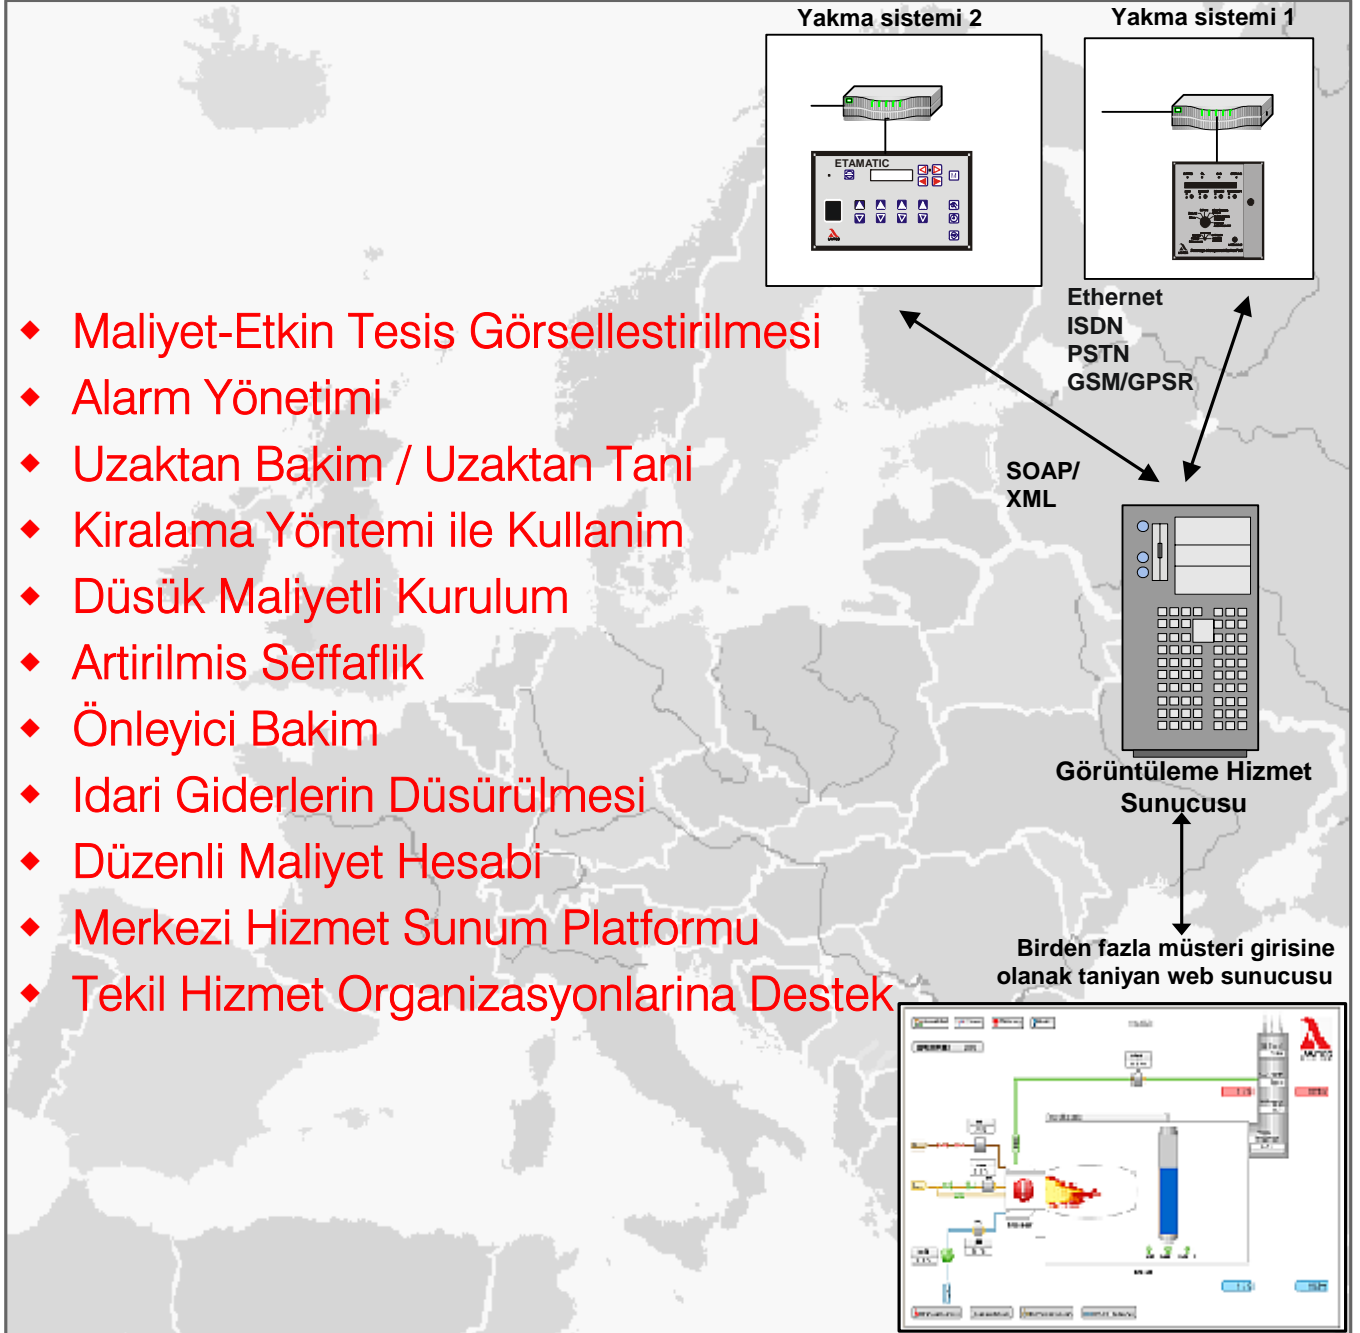 Yakma sistemi 2
Yakma sistemi 1
ETAMATIC
Ethernet
ISDN
PSTN
GSM/GPSR
SOAP/
XML
◆ Maliyet-Etkin Tesis Görsellestirilmesi
◆ Alarm Yönetimi
◆ Uzaktan Bakim / Uzaktan Tani
◆ Kiralama Yöntemi ile Kullanim
◆ Düsük Maliyetli Kurulum
◆ Artirilmis Seffaflik
◆ Önleyici Bakim
◆ Idari Giderlerin Düsürülmesi
◆ Düzenli Maliyet Hesabi
◆ Merkezi Hizmet Sunum Platformu
◆ Tekil Hizmet Organizasyonlarina Destek
Görüntüleme Hizmet
Sunucusu
Birden fazla müsteri girisine
olanak taniyan web sunucusu